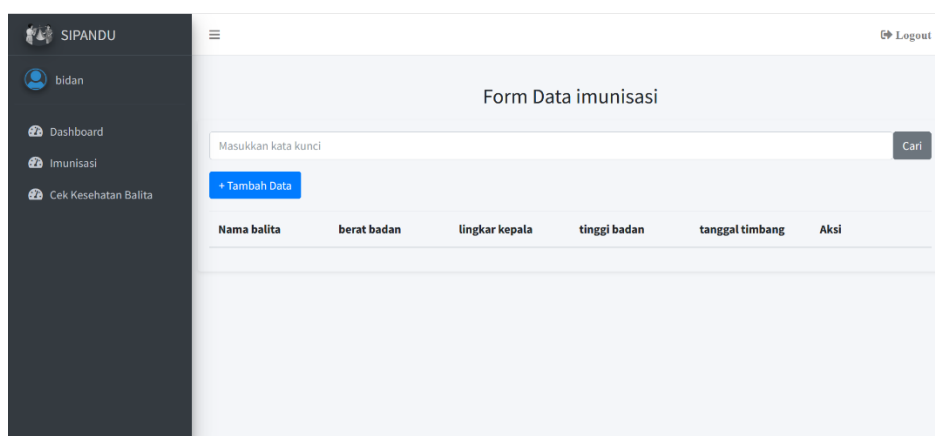 SIPANDU
Logout
bidan
Dashboard
Imunisasi
Cek Kesehatan Balita
Form Data imunisasi
Masukkan kata kunci
Cari
+ Tambah Data
Nama balita berat badan lingkar kepala tinggi badan tanggal timbang Aksi